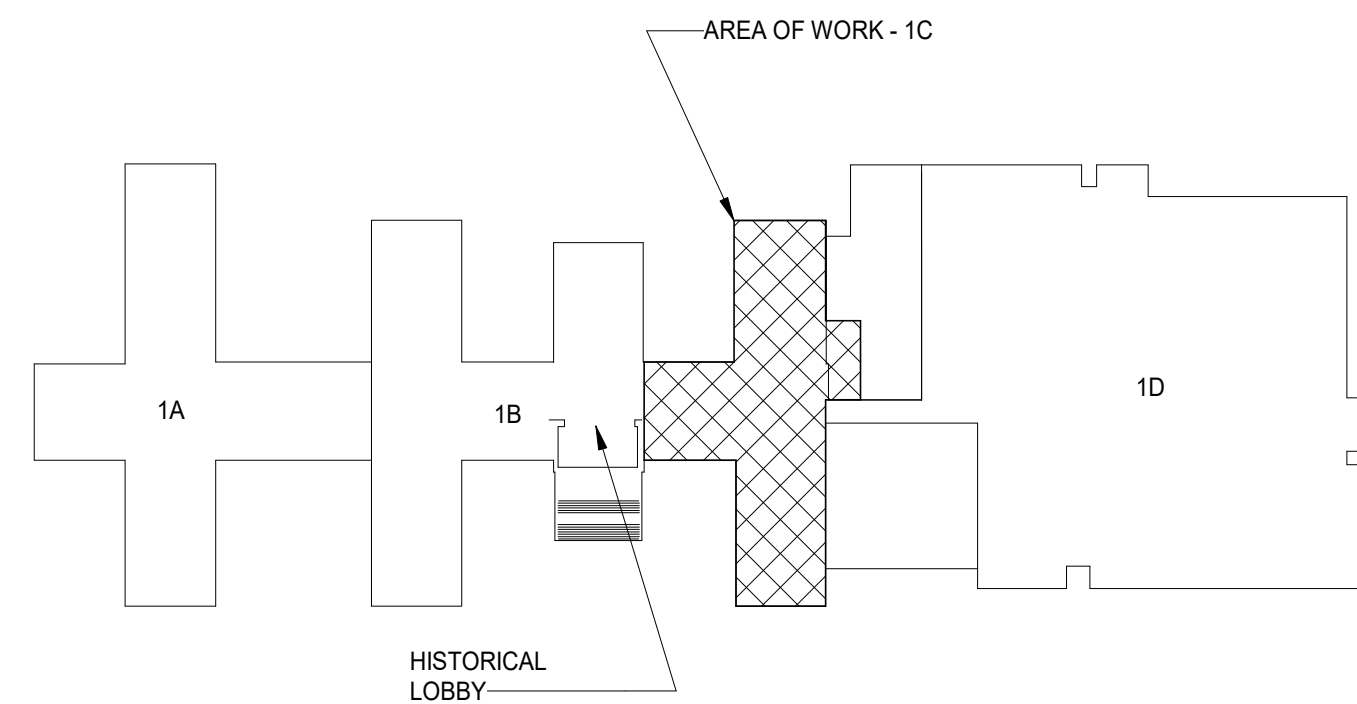 AREA OF WORK - 1C
1A
1B
1D
HISTORICAL
LOBBY